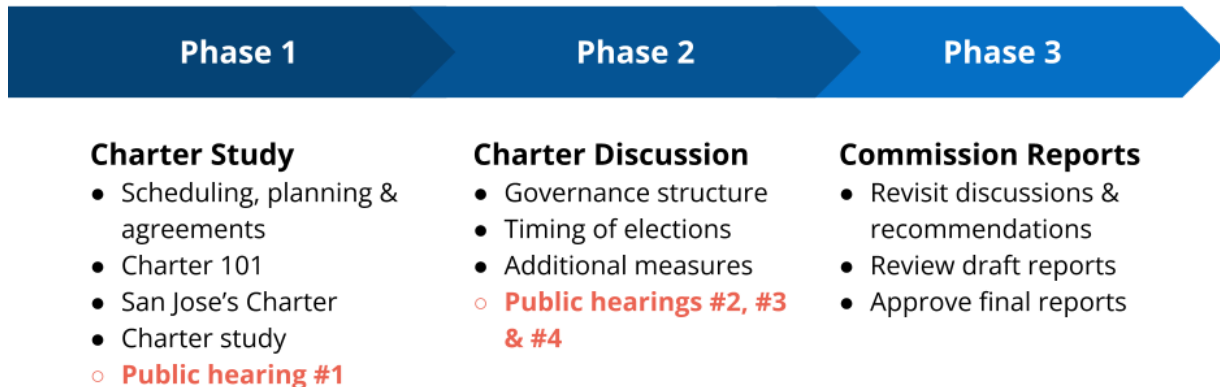 Phase 1
Phase 2
Phase 3
Charter Study
● Scheduling, planning &
agreements
● Charter 101
● San Jose's Charter
● Charter study
○ Public hearing #1
Charter Discussion
● Governance structure
● Timing of elections
● Additional measures
○ Public hearings #2, #3
& #4
Commission Reports
● Revisit discussions &
recommendations
● Review draft reports
● Approve final reports